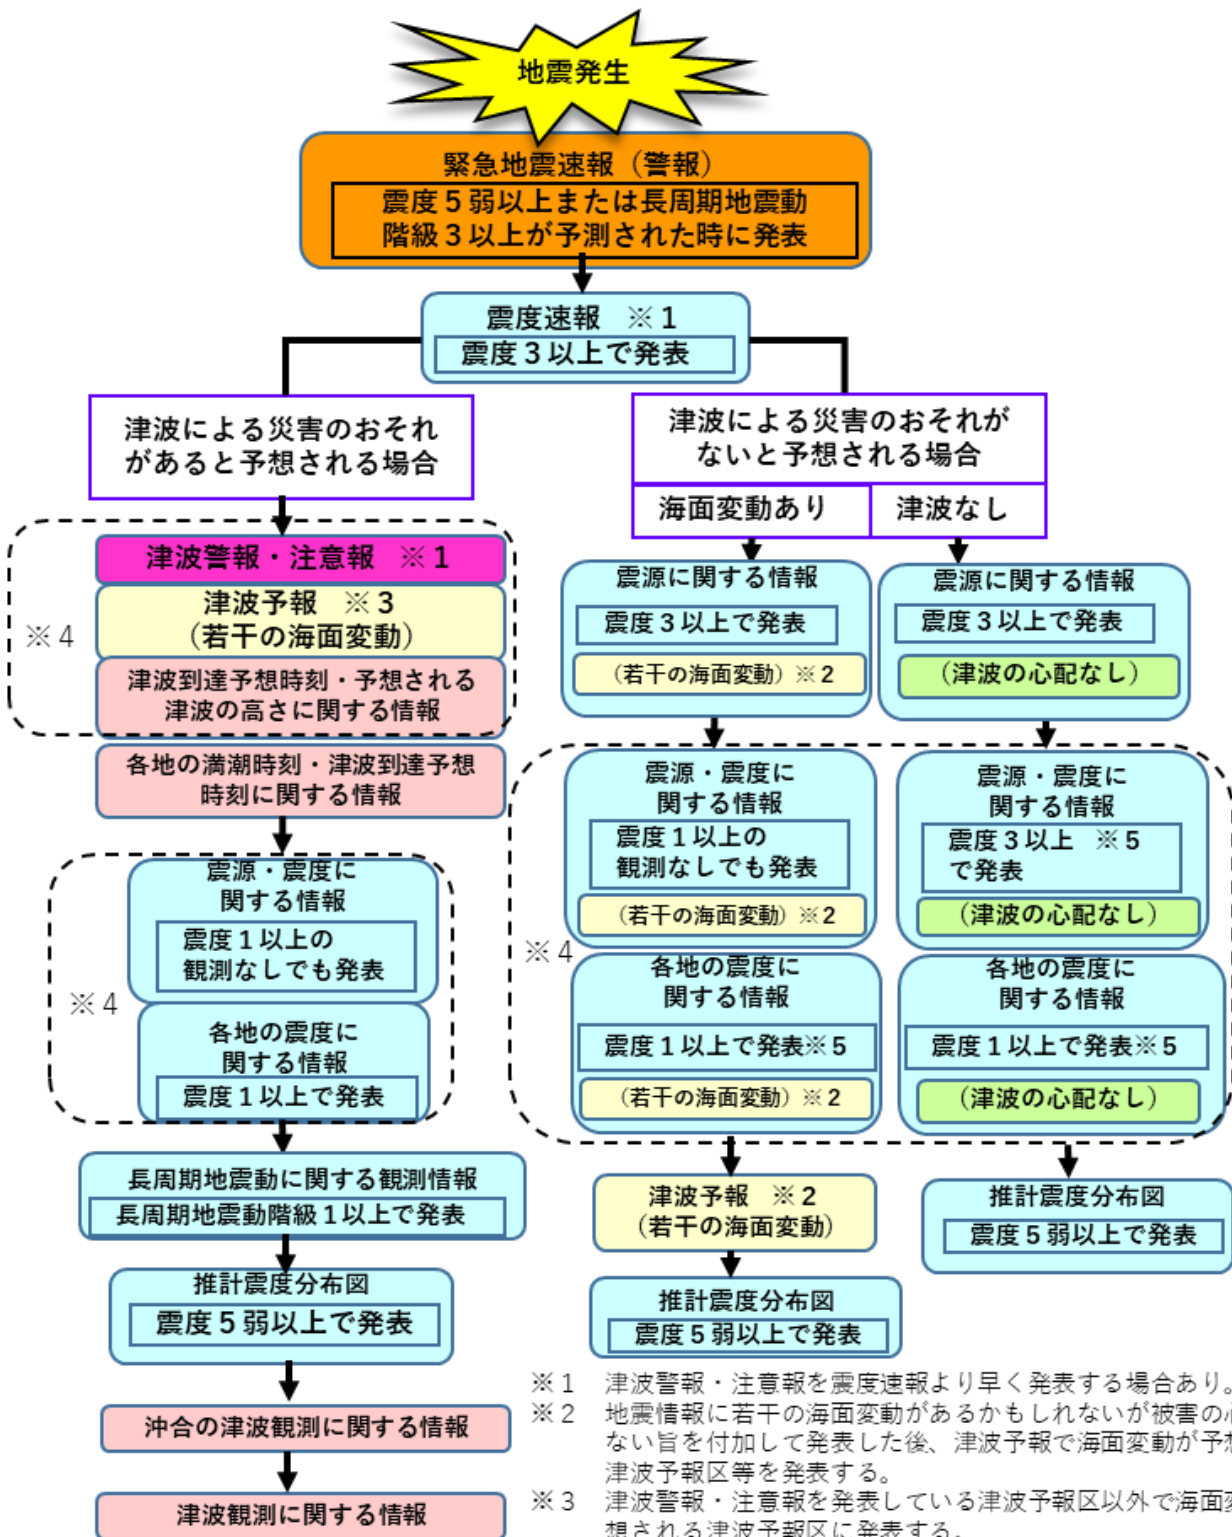 地震発生
緊急地震速報（警報）
震度５弱以上または長周期地震動
階級３以上が予測された時に発表
震度速報　※１
震度３以上で発表
津波による災害のおそれ
があると予想される場合
津波警報・注意報　※１
津波予報　※３
（若干の海面変動）
津波到達予想時刻・予想される
津波の高さに関する情報
※４
各地の満潮時刻・津波到達予想
時刻に関する情報
震源・震度に
関する情報
震度１以上の
観測なしでも発表
※４
各地の震度に
関する情報
震度１以上で発表
長周期地震動に関する観測情報
長周期地震動階級１以上で発表
推計震度分布図
震度５弱以上で発表
沖合の津波観測に関する情報
津波観測に関する情報
津波による災害のおそれが
ないと予想される場合
海面変動あり
震源に関する情報
震度３以上で発表
（若干の海面変動）※２
震源・震度に
関する情報
震度１以上の
観測なしでも発表
（若干の海面変動）※２
※４
各地の震度に
関する情報
震度１以上で発表※５
（若干の海面変動）※２
津波予報　※２
（若干の海面変動）
推計震度分布図
震度５弱以上で発表
津波なし
震源に関する情報
震度３以上で発表
（津波の心配なし）
震源・震度に
関する情報
震度３以上　※５
で発表
（津波の心配なし）
各地の震度に
関する情報
震度１以上で発表※５
（津波の心配なし）
推計震度分布図
震度５弱以上で発表
※１　津波警報・注意報を震度速報より早く発表する場合あり。
※２　地震情報に若干の海面変動があるかもしれないが被害の
ない旨を付加して発表した後、津波予報で海面変動が予
津波予報区等を発表する。
※３　津波警報・注意報を発表している津波予報区以外で海面
想される津波予報区に発表する。